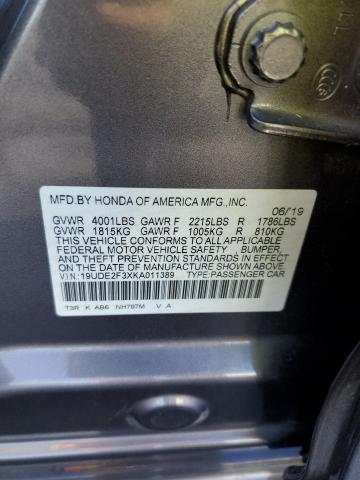 MFD.BY HONDA OF AMERICA MFG.,INC.
06/'19
GVWR 4001LBS GAWR F 2215LBS R 1786LBS
GVWR 1815KG GAWR F 1005KG R 810KG
THIS VEHICLE CONFORMS TO ALL APPLICABLE
FEDERAL MOTOR VEHICLE SAFETY, BUMPER,
AND THEFT PREVENTION STANDARDS IN EFFECT
ON THE DATE OF MANUFACTURE SHOWN ABOVE.
V.I.N.:19UDE2F3XKA011389 TYPE:PASSENGER CAR
T3R K AB6 NH797M V A